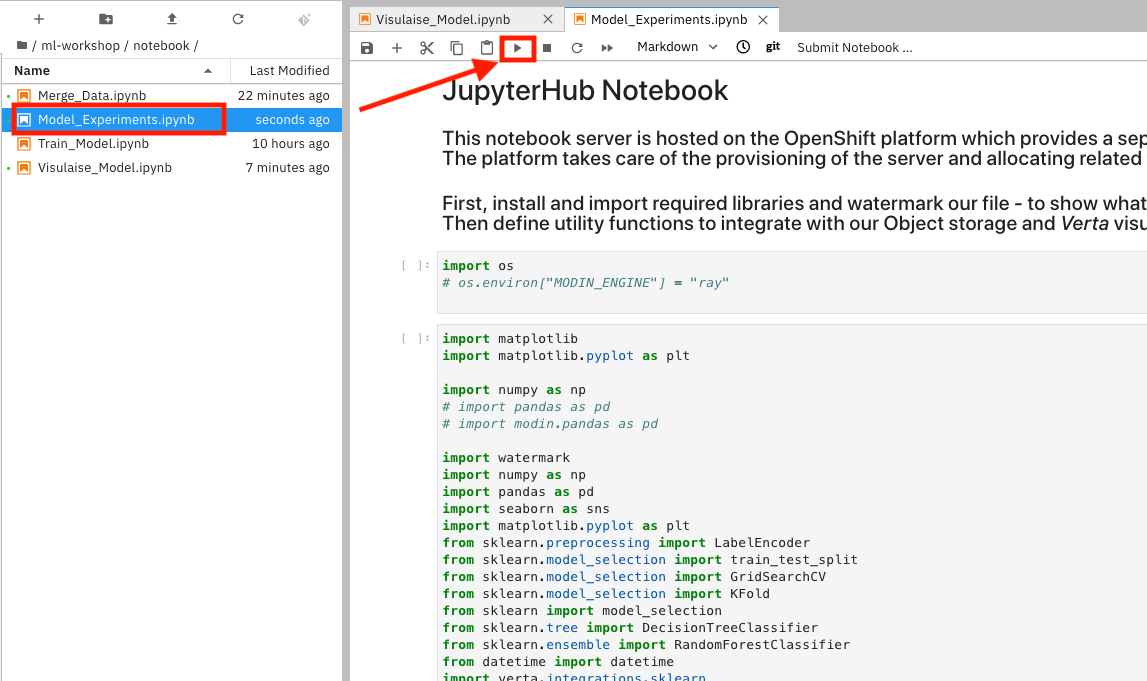 / ml-workshop / notebook /
Name Last Modified
Merge_Data.ipynb 22 minutes ago
Model_Experiments.ipynb seconds ago
Train_Model.ipynb 10 hours ago
Visulaise_Model.ipynb 7 minutes ago
Visulaise_Model.ipynb Model_Experiments.ipynb
Markdown git Submit Notebook ...
JupyterHub Notebook
This notebook server is hosted on the OpenShift platform which provides a sep
The platform takes care of the provisioning of the server and allocating related
First, install and import required libraries and watermark our file - to show what
Then define utility functions to integrate with our Object storage and Verta visu
[ ]: import os
# os.environ["MODIN_ENGINE"] = "ray"
[ ]: import matplotlib
import matplotlib.pyplot as plt
import numpy as np
# import pandas as pd
# import modin.pandas as pd
import watermark
import numpy as np
import pandas as pd
import seaborn as sns
import matplotlib.pyplot as plt
from sklearn.preprocessing import LabelEncoder
from sklearn.model_selection import train_test_split
from sklearn.model_selection import GridSearchCV
from sklearn.model_selection import KFold
from sklearn import model_selection
from sklearn.tree import DecisionTreeClassifier
from sklearn.ensemble import RandomForestClassifier
from datetime import datetime
import verta.integrations.sklearn